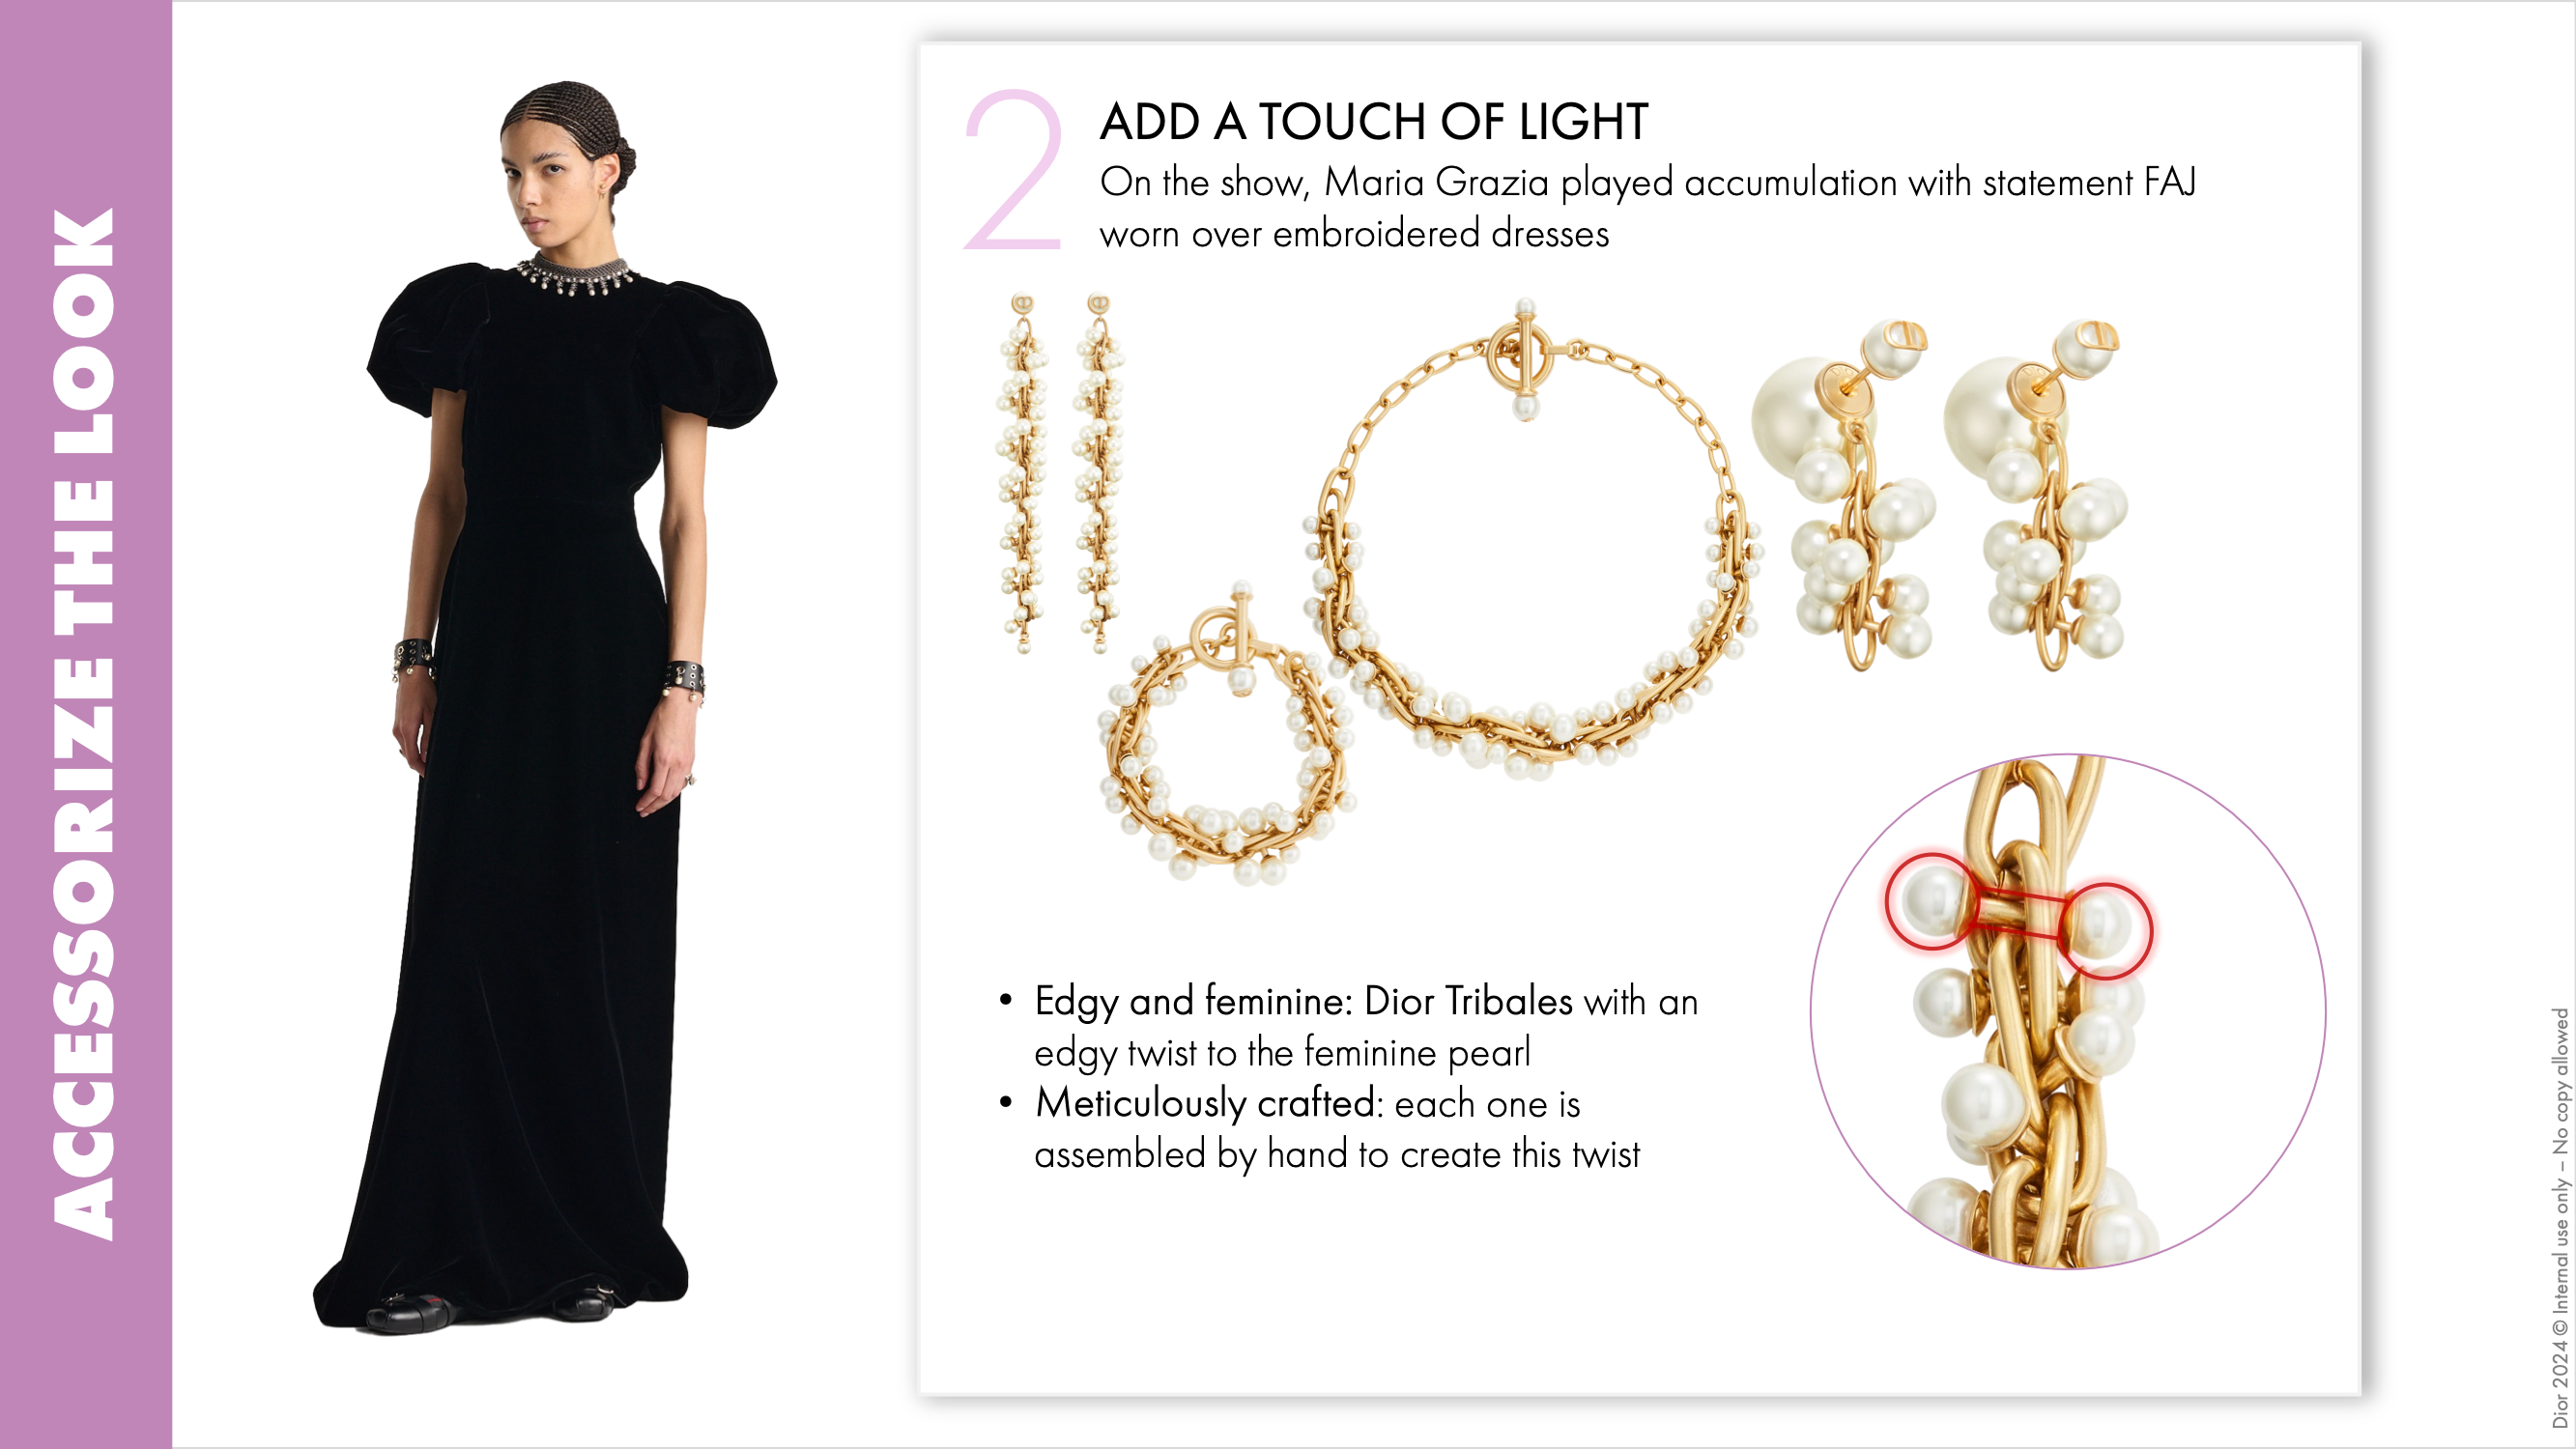 ACCESSORIZE THE LOOK
2
ADD A TOUCH OF LIGHT
On the show, Maria Grazia played accumulation with statement FAJ
worn over embroidered dresses
• Edgy and feminine: Dior Tribales with an
edgy twist to the feminine pearl
• Meticulously crafted: each one is
assembled by hand to create this twist
Dior 2024 © Internal use only – No copy allowed